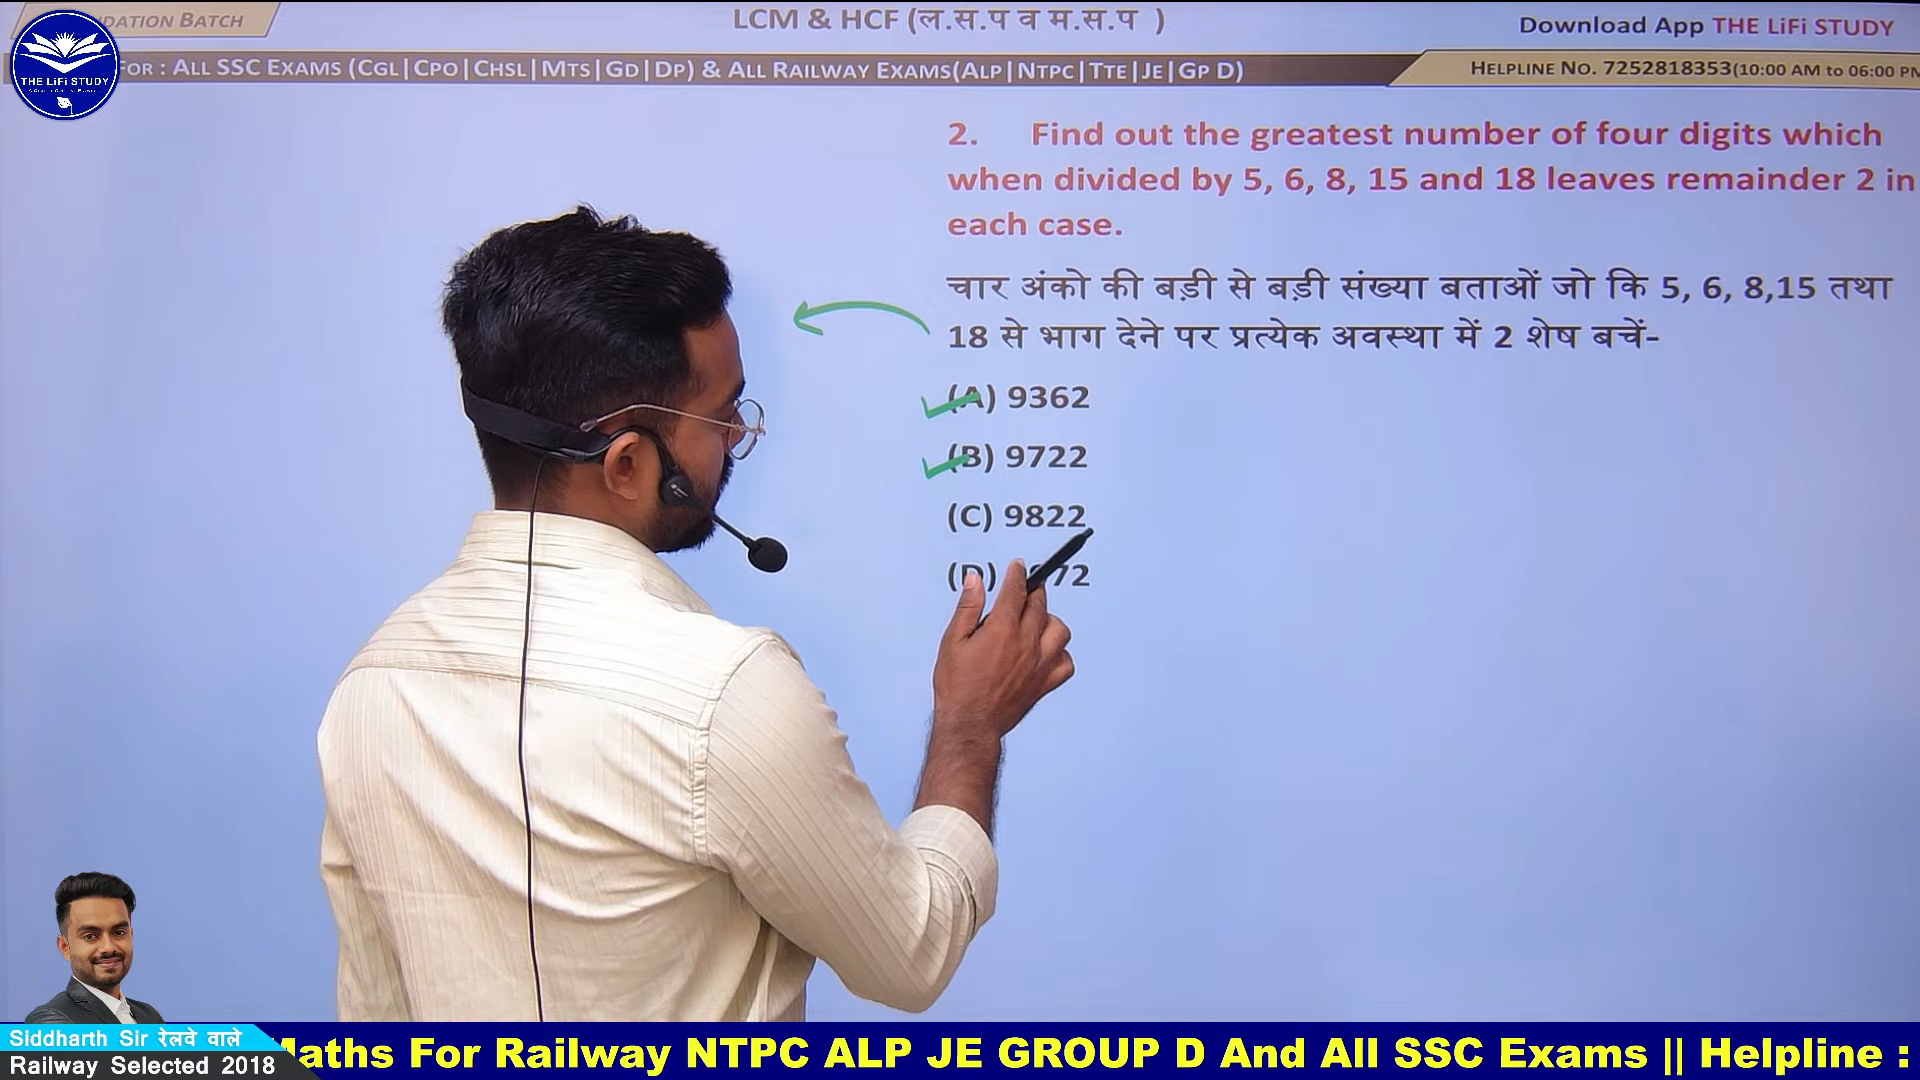 DATION BATCH
LCM & HCF (ल.स.प व म.स.प )
Download App THE LiFi STUDY
THE LiFi STUDY
FOR : ALL SSC EXAMS (CGL|CPO|CHSL|MTS|GD|DP) & ALL RAILWAY EXAMS(ALP|NTPC|TTE|JE|GP D)
HELPLINE NO. 7252818353(10:00 AM TO 06:00 PM
2. Find out the greatest number of four digits which
when divided by 5, 6, 8, 15 and 18 leaves remainder 2 in
each case.
चार अंको की बड़ी से बड़ी संख्या बताओं जो कि 5, 6, 8,15 तथा
18 से भाग देने पर प्रत्येक अवस्था में 2 शेष बचें-
(A) 9362
(B) 9722
(C) 9822
(D) 72
Siddharth Sir रेलवे वाले
Railway Selected 2018
Maths For Railway NTPC ALP JE GROUP D And All SSC Exams || Helpline :